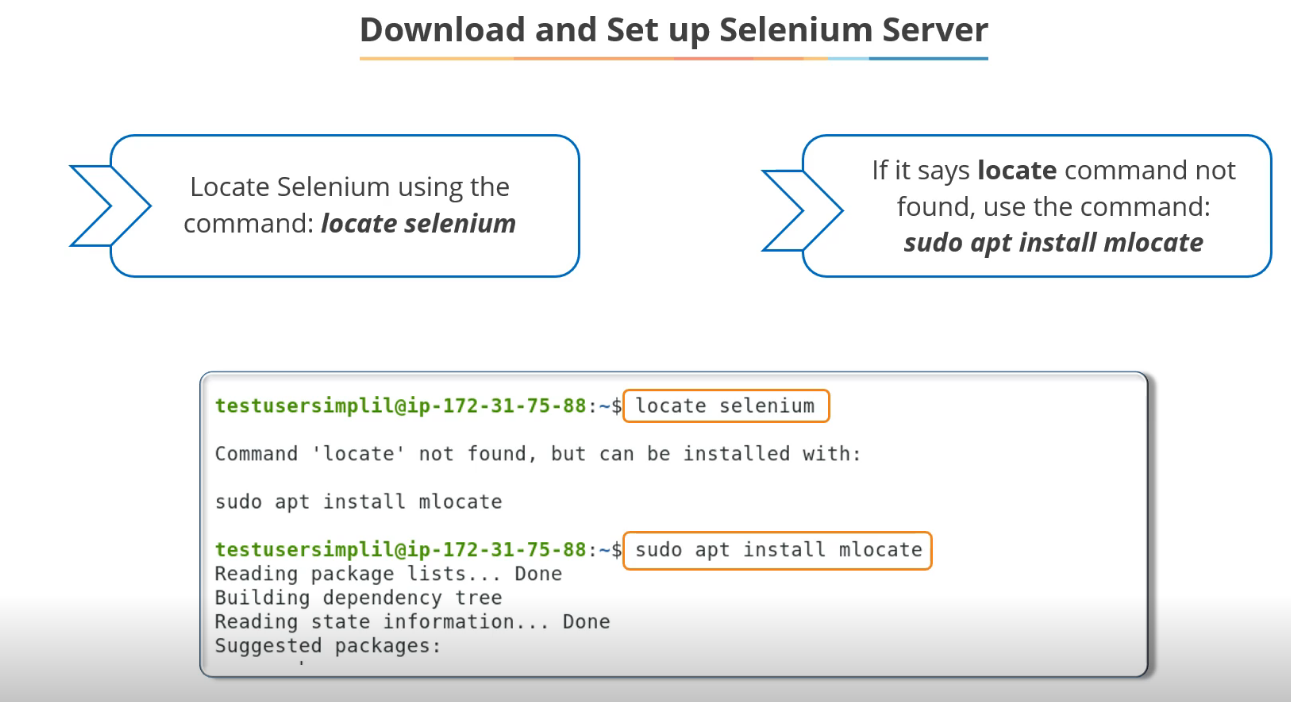 Download and Set up Selenium Server
Locate Selenium using the
command: locate selenium
If it says locate command not
found, use the command:
sudo apt install mlocate
testusersimplil@ip-172-31-75-88:~$ locate selenium
Command 'locate' not found, but can be installed with:
sudo apt install mlocate
testusersimplil@ip-172-31-75-88:~$ sudo apt install mlocate
Reading package lists... Done
Building dependency tree
Reading state information... Done
Suggested packages: